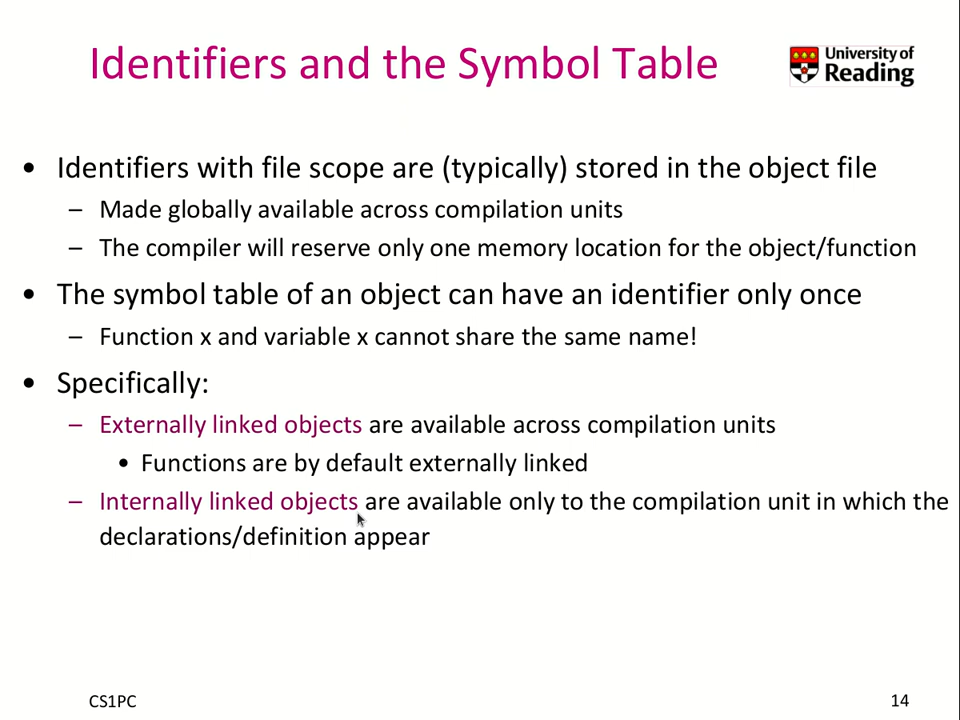 Identifiers and the Symbol Table
University of
Reading
• Identifiers with file scope are (typically) stored in the object file
– Made globally available across compilation units
– The compiler will reserve only one memory location for the object/function
• The symbol table of an object can have an identifier only once
– Function x and variable x cannot share the same name!
• Specifically:
– Externally linked objects are available across compilation units
• Functions are by default externally linked
– Internally linked objects are available only to the compilation unit in which the
declarations/definition appear
CS1PC
14